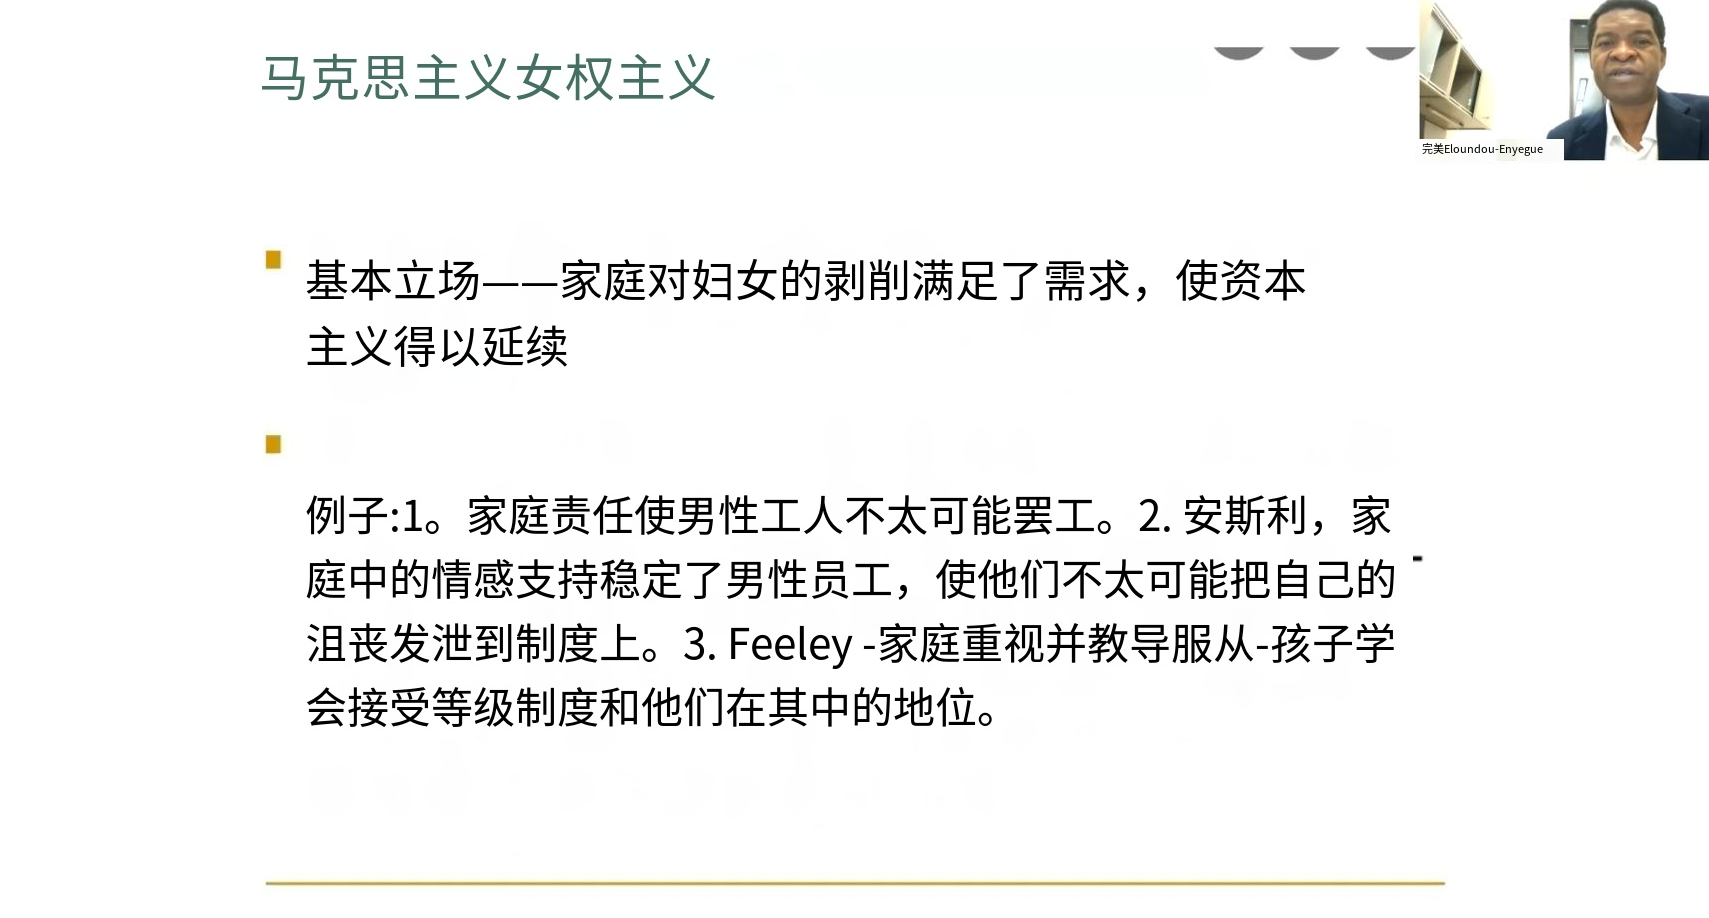 马克思主义女权主义
完美Eloundou-Enyegue
基本立场——家庭对妇女的剥削满足了需求，使资本
主义得以延续
例子:1。家庭责任使男性工人不太可能罢工。2. 安斯利，家
庭中的情感支持稳定了男性员工，使他们不太可能把自己的
沮丧发泄到制度上。3. Feeley -家庭重视并教导服从-孩子学
会接受等级制度和他们在其中的地位。